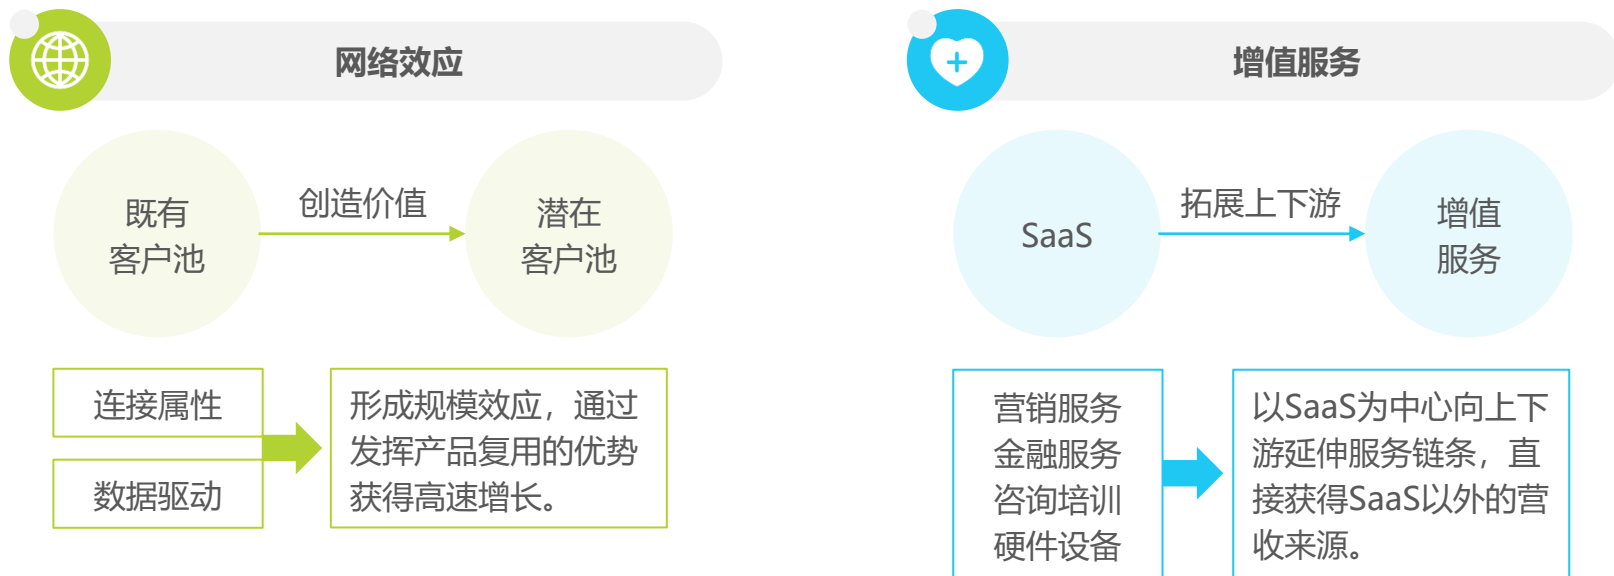 网络效应
既有
客户池
创造价值
潜在
客户池
连接属性
数据驱动
形成规模效应，通过
发挥产品复用的优势
获得高速增长。
增值服务
SaaS
拓展上下游
增值
服务
营销服务
金融服务
咨询培训
硬件设备
以SaaS为中心向上下
游延伸服务链条，直
接获得SaaS以外的营
收来源。